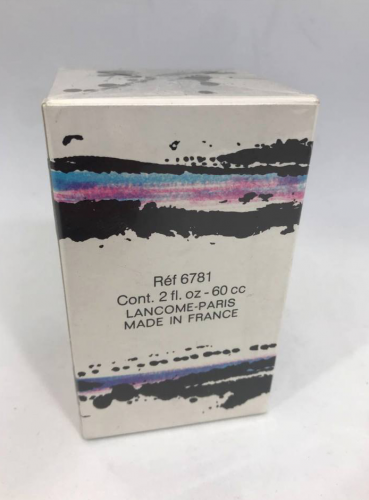 Réf 6781
Cont. 2 fl. oz - 60 cc
LANCOME-PARIS
MADE IN FRANCE